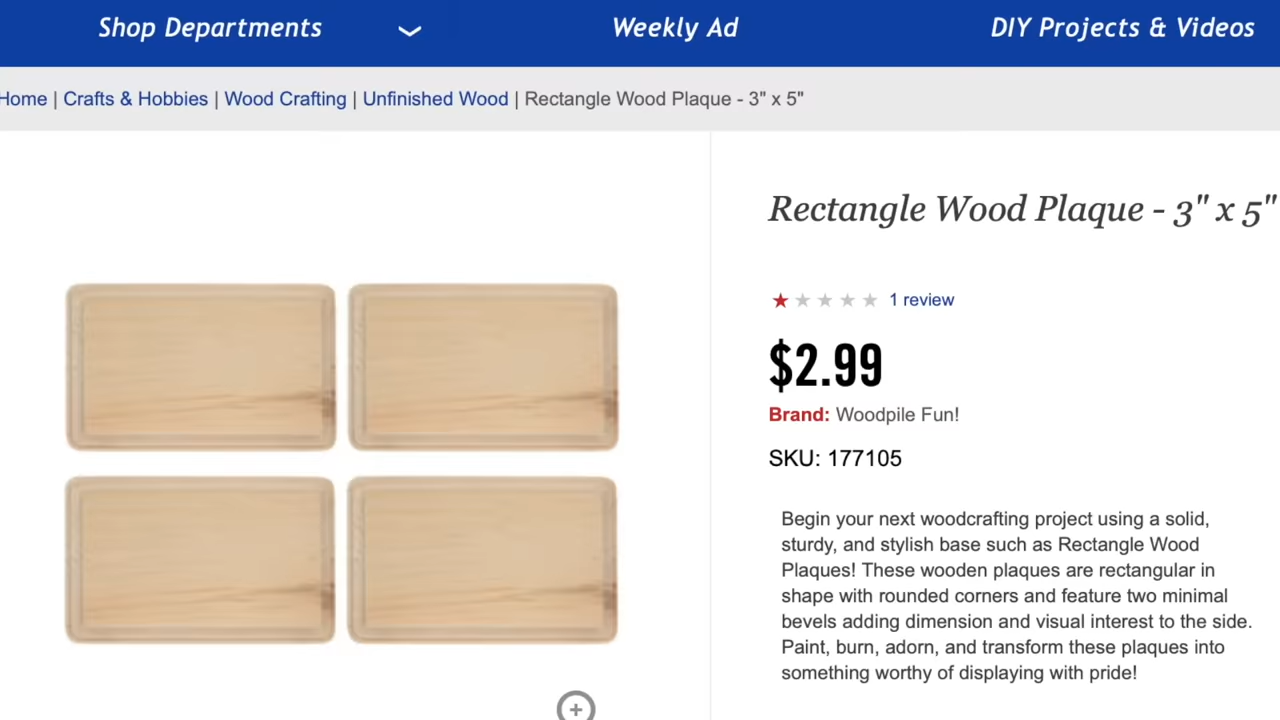 Shop Departments
Weekly Ad
DIY Projects & Videos
Home | Crafts & Hobbies | Wood Crafting | Unfinished Wood | Rectangle Wood Plaque - 3" x 5"
Rectangle Wood Plaque - 3" x 5"
1 review
$2.99
Brand: Woodpile Fun!
SKU: 177105
Begin your next woodcrafting project using a solid,
sturdy, and stylish base such as Rectangle Wood
Plaques! These wooden plaques are rectangular in
shape with rounded corners and feature two minimal
bevels adding dimension and visual interest to the side.
Paint, burn, adorn, and transform these plaques into
something worthy of displaying with pride!